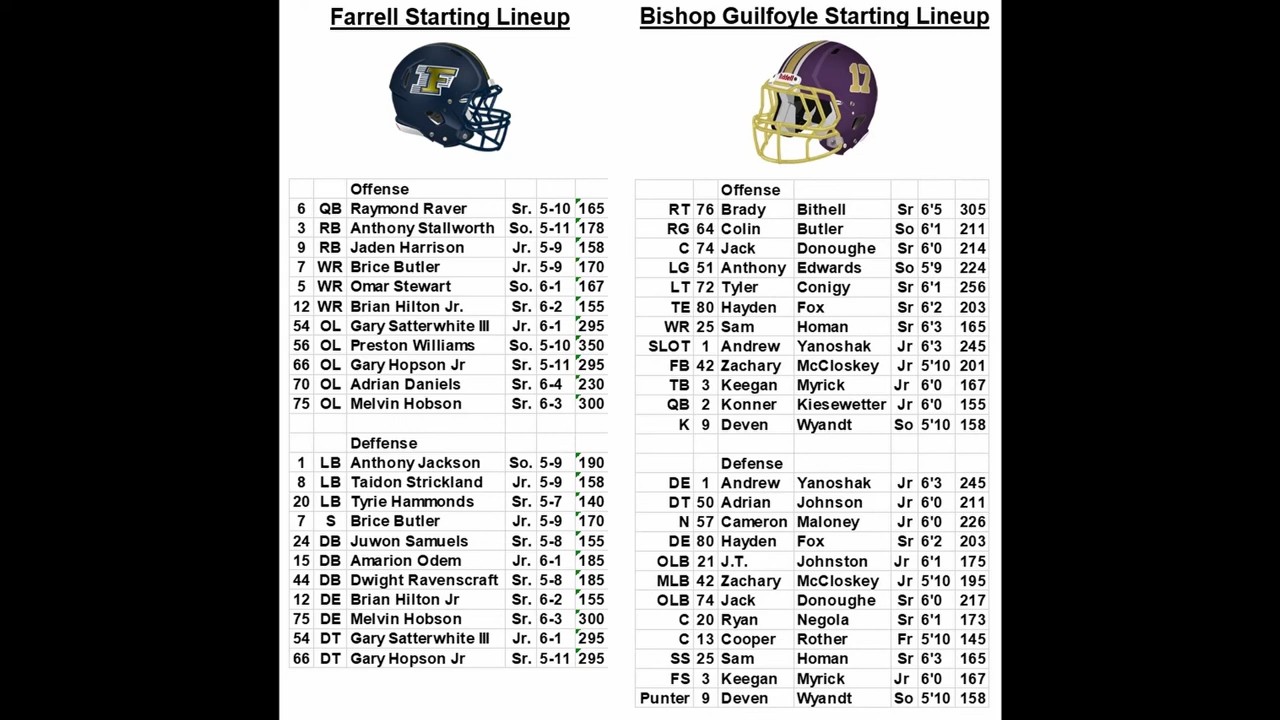 Farrell Starting Lineup
F
Offense
6 QB Raymond Raver Sr. 5-10 165
3 RB Anthony Stallworth So. 5-11 178
9 RB Jaden Harrison Jr. 5-9 158
7 WR Brice Butler Jr. 5-9 170
5 WR Omar Stewart So. 6-1 167
12 WR Brian Hilton Jr. Sr. 6-2 155
54 OL Gary Satterwhite III Jr. 6-1 295
56 OL Preston Williams So. 5-10 350
66 OL Gary Hopson Jr Sr. 5-11 295
70 OL Adrian Daniels Sr. 6-4 230
75 OL Melvin Hobson Sr. 6-3 300
Deffense
1 LB Anthony Jackson So. 5-9 190
8 LB Taidon Strickland Jr. 5-9 158
20 LB Tyrie Hammonds Sr. 5-7 140
7 S Brice Butler Jr. 5-9 170
24 DB Juwon Samuels Sr. 5-8 155
15 DB Amarion Odem Jr. 6-1 185
44 DB Dwight Ravenscraft Sr. 5-8 185
12 DE Brian Hilton Jr Sr. 6-2 155
75 DE Melvin Hobson Sr. 6-3 300
54 DT Gary Satterwhite III Jr. 6-1 295
66 DT Gary Hopson Jr Sr. 5-11 295
Bishop Guilfoyle Starting Lineup
Riddell
17
Offense
RT 76 Brady Bithell Sr 6'5 305
RG 64 Colin Butler So 6'1 211
C 74 Jack Donoughe Sr 6'0 214
LG 51 Anthony Edwards So 5'9 224
LT 72 Tyler Conigy Sr 6'1 256
TE 80 Hayden Fox Sr 6'2 203
WR 25 Sam Homan Sr 6'3 165
SLOT 1 Andrew Yanoshak Jr 6'3 245
FB 42 Zachary McCloskey Jr 5'10 201
TB 3 Keegan Myrick Jr 6'0 167
QB 2 Konner Kiesewetter Jr 6'0 155
K 9 Deven Wyandt So 5'10 158
Defense
DE 1 Andrew Yanoshak Jr 6'3 245
DT 50 Adrian Johnson Jr 6'0 211
N 57 Cameron Maloney Jr 6'0 226
DE 80 Hayden Fox Sr 6'2 203
OLB 21 J.T. Johnston Jr 6'1 175
MLB 42 Zachary McCloskey Jr 5'10 195
OLB 74 Jack Donoughe Sr 6'0 217
C 20 Ryan Negola Sr 6'1 173
C 13 Cooper Rother Fr 5'10 145
SS 25 Sam Homan Sr 6'3 165
FS 3 Keegan Myrick Jr 6'0 167
Punter 9 Deven Wyandt So 5'10 158